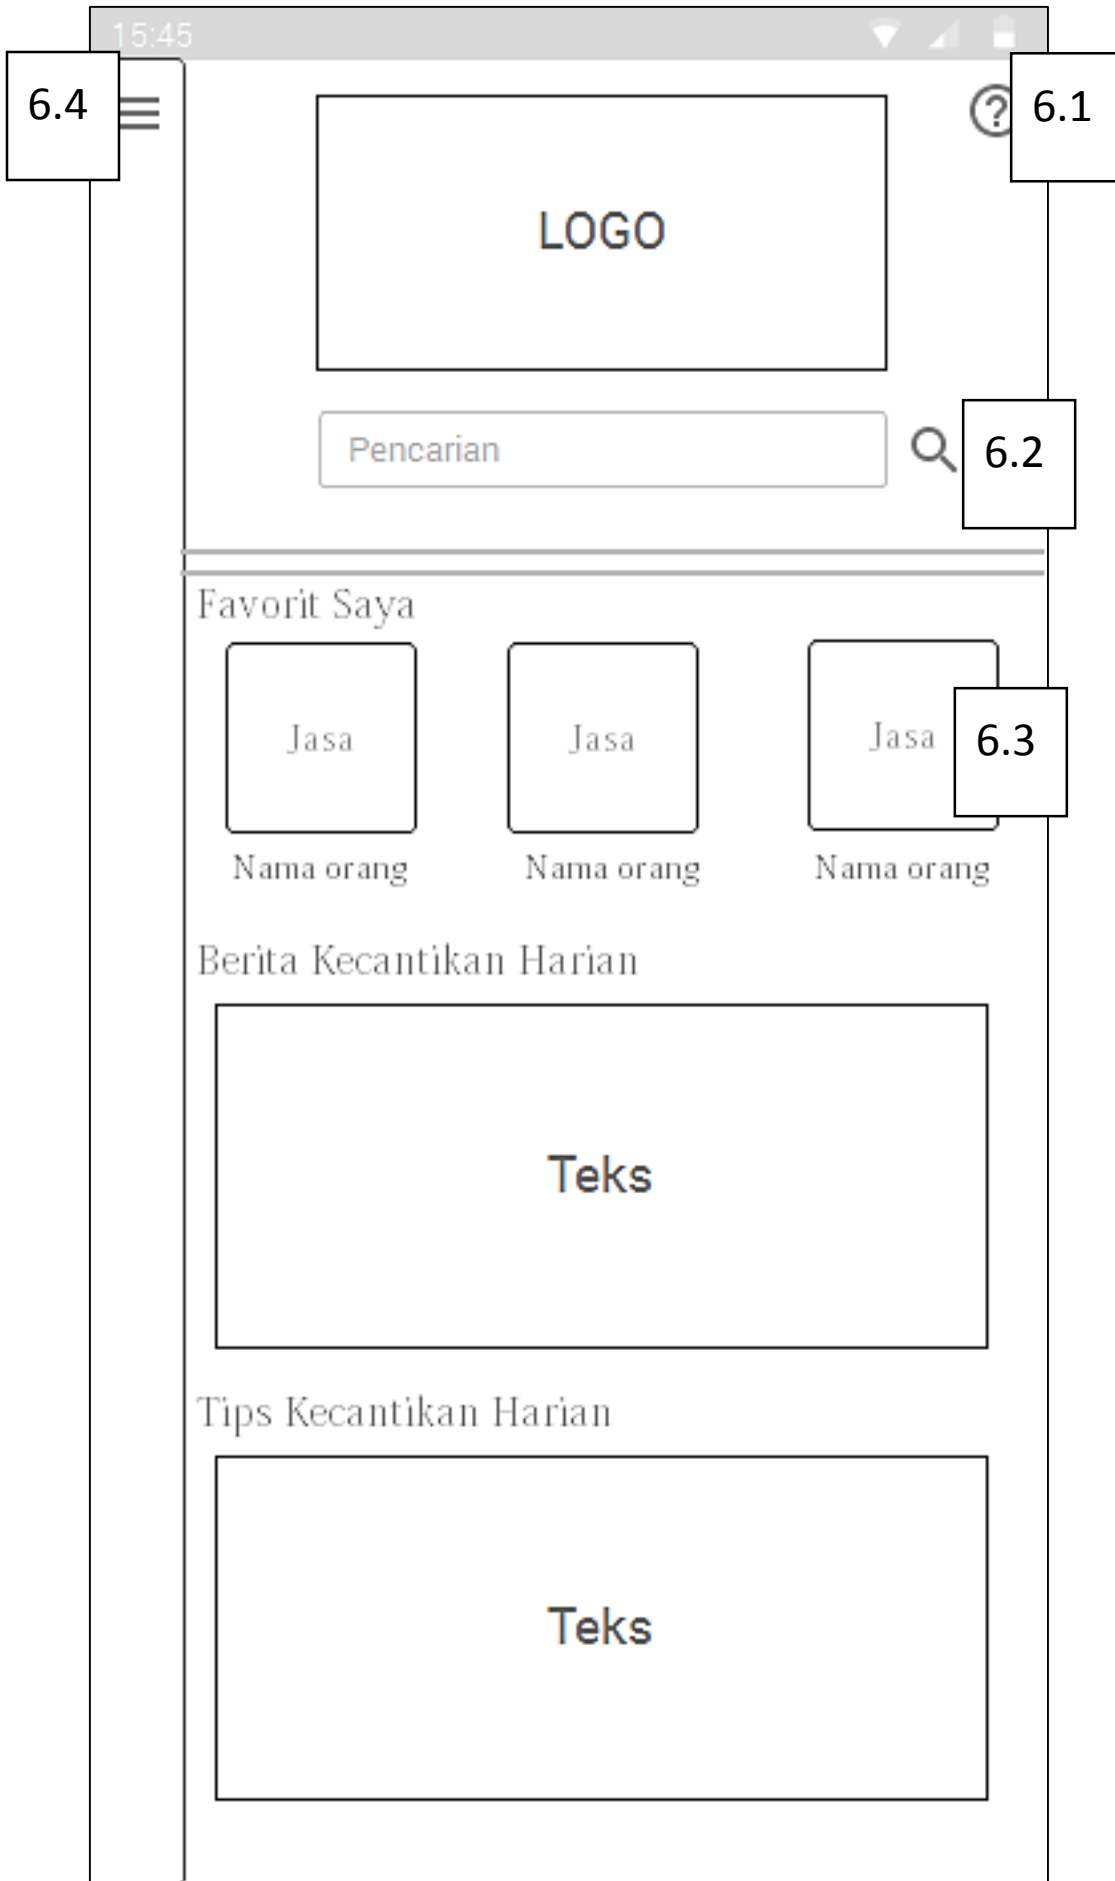 15:45
6.4
6.1
LOGO
Pencarian
6.2
Favorit Saya
Jasa Jasa Jasa
6.3
Nama orang Nama orang Nama orang
Berita Kecantikan Harian
Teks
Tips Kecantikan Harian
Teks